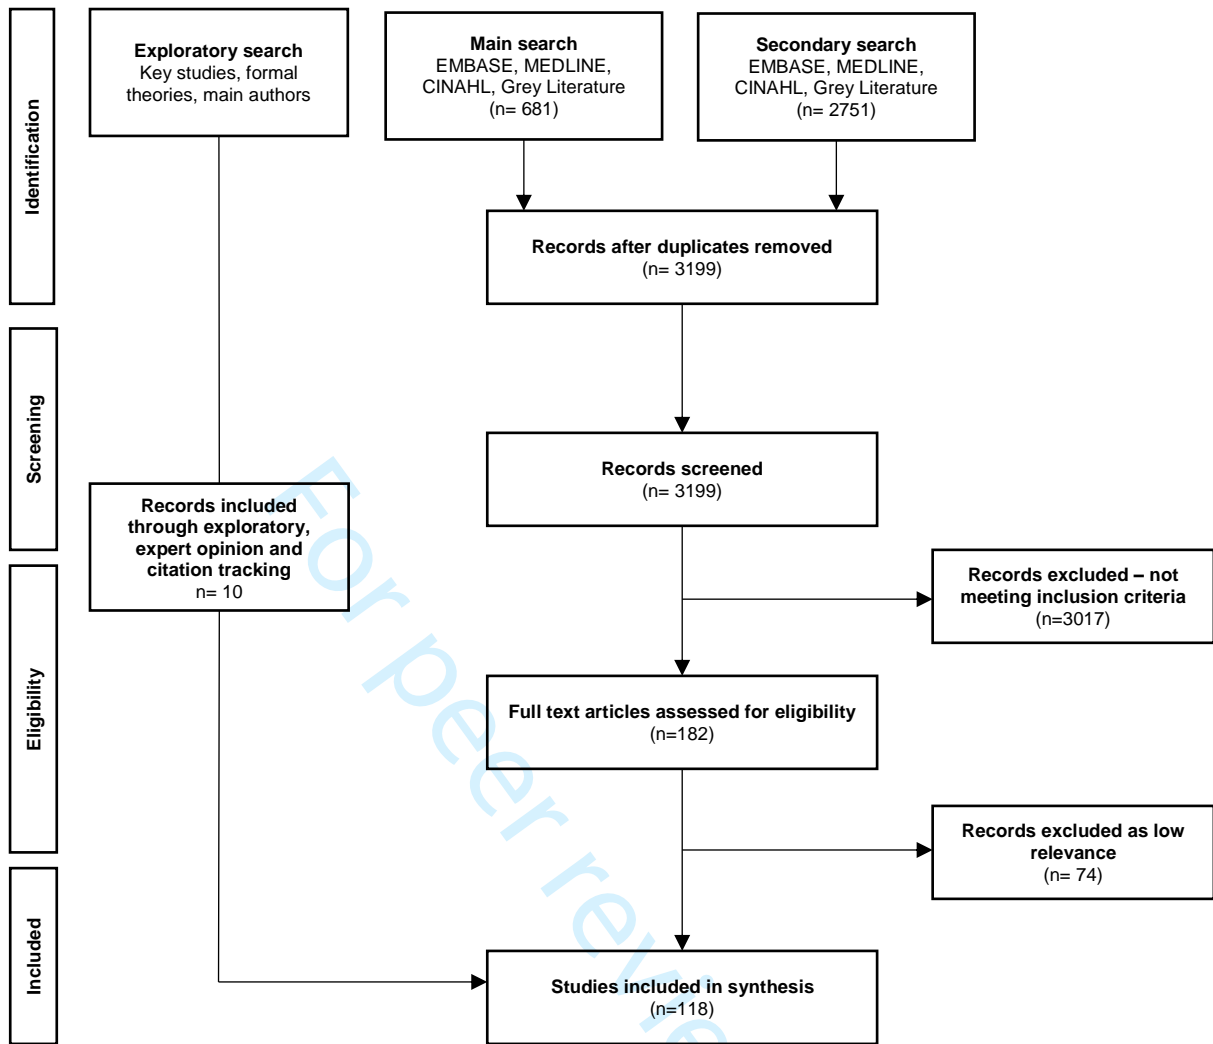 Identification
Exploratory search
Key studies, formal
theories, main authors
Main search
EMBASE, MEDLINE,
CINAHL, Grey Literature
(n= 681)
Secondary search
EMBASE, MEDLINE,
CINAHL, Grey Literature
(n= 2751)
Records after duplicates removed
(n= 3199)
Screening
Records screened
(n= 3199)
Records included
through exploratory,
expert opinion and
citation tracking
n= 10
Eligibility
Records excluded – not
meeting inclusion criteria
(n=3017)
Full text articles assessed for eligibility
(n=182)
Records excluded as low
relevance
(n= 74)
Included
Studies included in synthesis
(n=118)
For peer review